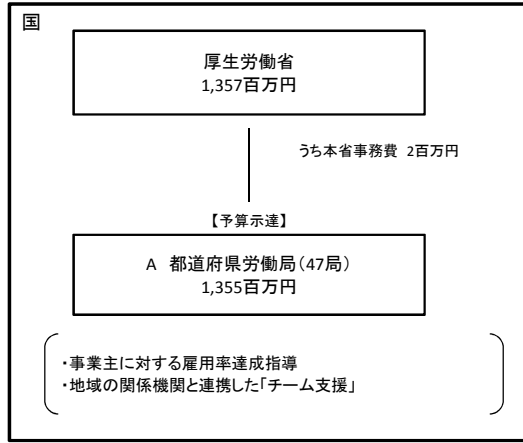 国
厚生労働省
1,357百万円
うち本省事務費 2百万円
【予算示達】
A 都道府県労働局(47局)
1,355百万円
・事業主に対する雇用率達成指導
・地域の関係機関と連携した「チーム支援」